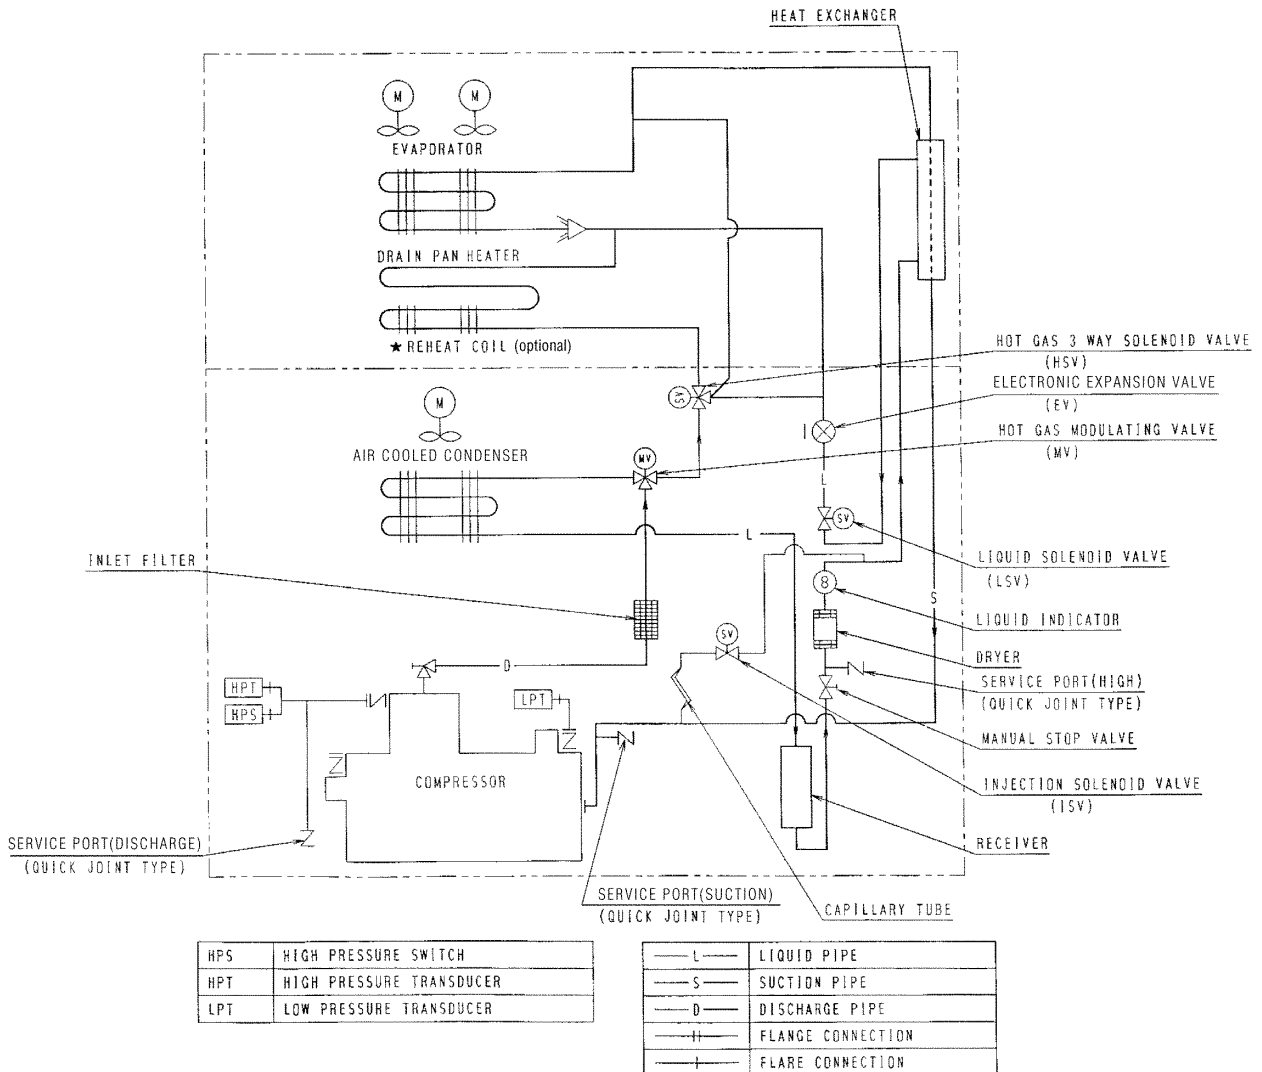 HEAT EXCHANGER
M M
EVAPORATOR
DRAIN PAN HEATER
★ REHEAT COIL (optional)
HOT GAS 3 WAY SOLENOID VALVE
(HSV)
SV
ELECTRONIC EXPANSION VALVE
(EV)
M
HOT GAS MODULATING VALVE
(MV)
AIR COOLED CONDENSER
MV
L
SV
L
INLET FILTER
LIQUID SOLENOID VALVE
(LSV)
8
S
LIQUID INDICATOR
SV
DRYER
D
HPT
SERVICE PORT(HIGH)
(QUICK JOINT TYPE)
LPT
HPS
MANUAL STOP VALVE
COMPRESSOR
INJECTION SOLENOID VALVE
(ISV)
SERVICE PORT(DISCHARGE)
(QUICK JOINT TYPE)
RECEIVER
SERVICE PORT(SUCTION)
(QUICK JOINT TYPE)
CAPILLARY TUBE
HPS HIGH PRESSURE SWITCH
HPT HIGH PRESSURE TRANSDUCER
LPT LOW PRESSURE TRANSDUCER
L LIQUID PIPE
S SUCTION PIPE
D DISCHARGE PIPE
FLANGE CONNECTION
FLARE CONNECTION